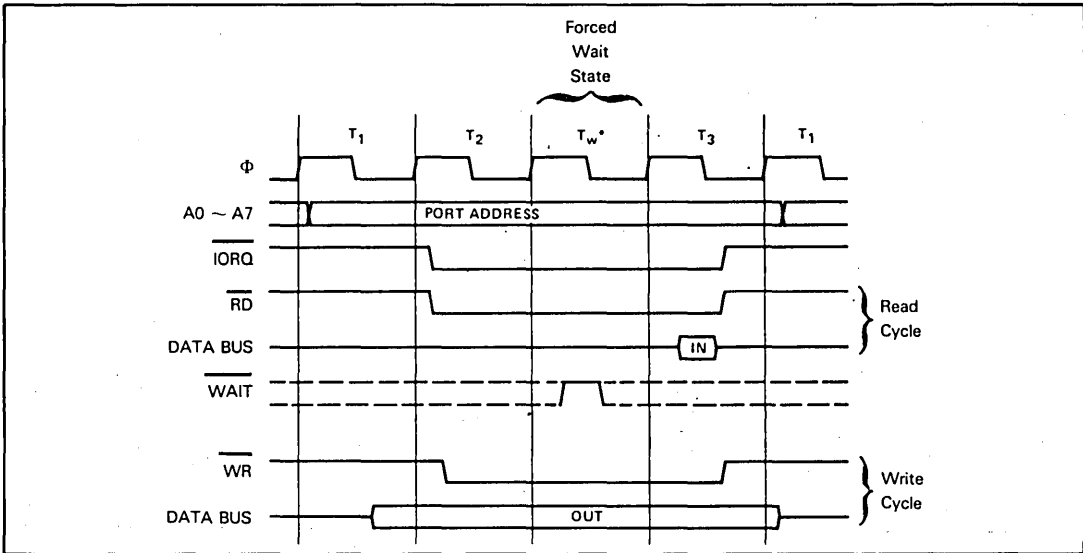 Forced
Wait
State
T1 T2 Tw* T3 T1
Φ
A0 ~ A7 PORT ADDRESS
IORQ
RD
Read
Cycle
DATA BUS IN
WAIT
WR
Write
Cycle
DATA BUS OUT